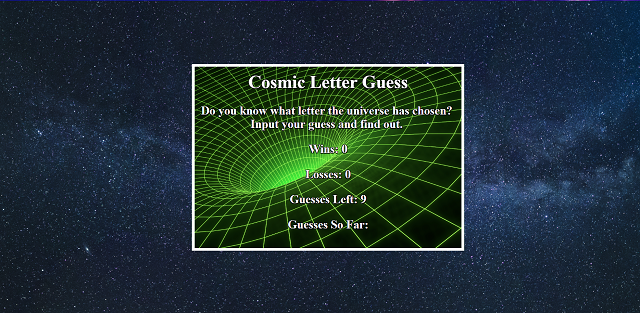 Cosmic Letter Guess
Do you know what letter the universe has chosen?
Input your guess and find out.
Wins: 0
Losses: 0
Guesses Left: 9
Guesses So Far: